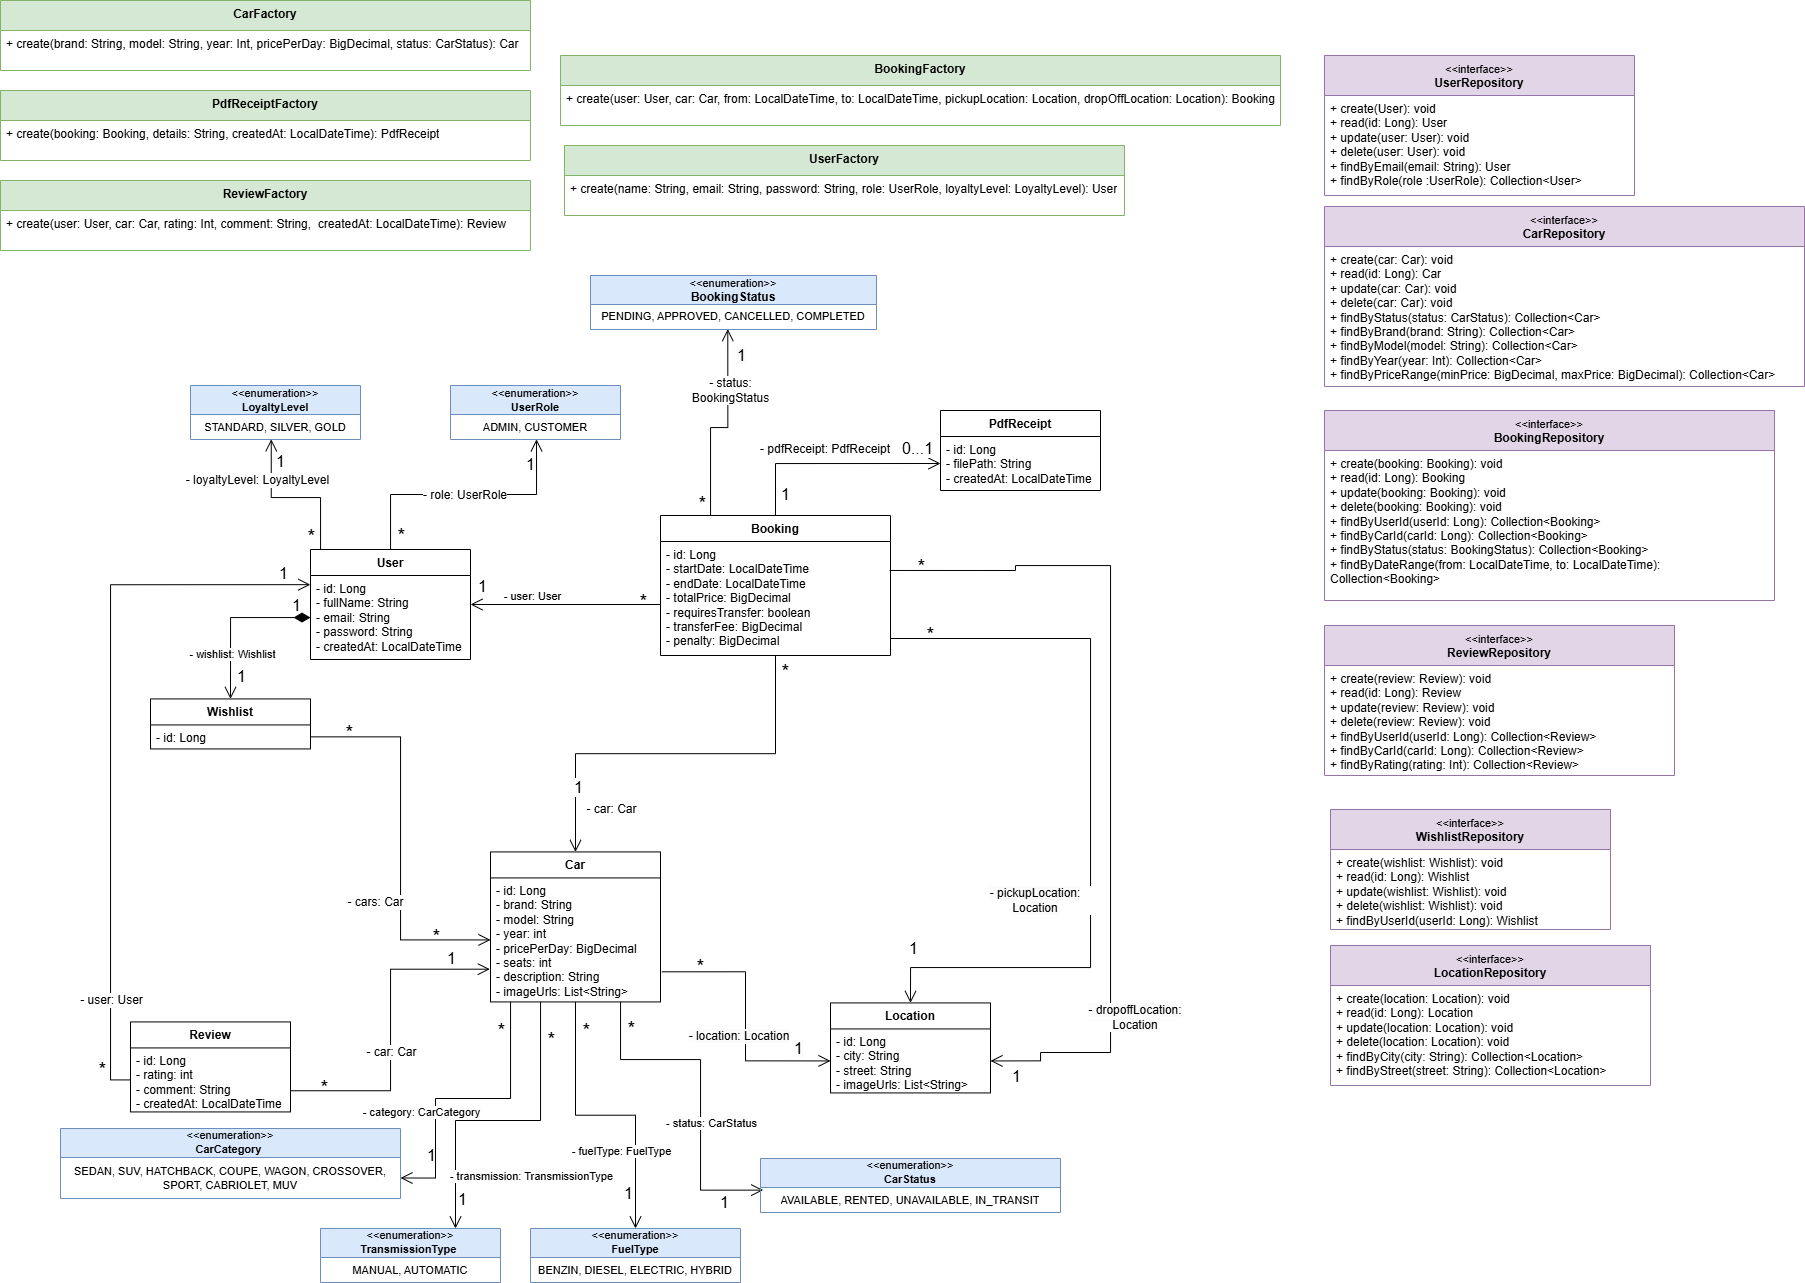 CarFactory
+ create(brand: String, model: String, year: Int, pricePerDay: BigDecimal, status: CarStatus): Car
PdfReceiptFactory
+ create(booking: Booking, details: String, createdAt: LocalDateTime): PdfReceipt
ReviewFactory
+ create(user: User, car: Car, rating: Int, comment: String,  createdAt: LocalDateTime): Review
BookingFactory
+ create(user: User, car: Car, from: LocalDateTime, to: LocalDateTime, pickupLocation: Location, dropOffLocation: Location): Booking
UserFactory
+ create(name: String, email: String, password: String, role: UserRole, loyaltyLevel: LoyaltyLevel): User
<<enumeration>>
BookingStatus
PENDING, APPROVED, CANCELLED, COMPLETED
1
- status:
BookingStatus
*
<<enumeration>>
LoyaltyLevel
STANDARD, SILVER, GOLD
1
- loyaltyLevel: LoyaltyLevel
*
<<enumeration>>
UserRole
ADMIN, CUSTOMER
1
- role: UserRole
*
PdfReceipt
- id: Long
- filePath: String
- createdAt: LocalDateTime
- pdfReceipt: PdfReceipt
0...1
1
User
- id: Long
- fullName: String
- email: String
- password: String
- createdAt: LocalDateTime
1
1
1
- user: User
*
Booking
- id: Long
- startDate: LocalDateTime
- endDate: LocalDateTime
- totalPrice: BigDecimal
- requiresTransfer: boolean
- transferFee: BigDecimal
- penalty: BigDecimal
*
*
*
- wishlist: Wishlist
1
Wishlist
- id: Long
*
- cars: Car
*
1
- car: Car
Car
- id: Long
- brand: String
- model: String
- year: int
- pricePerDay: BigDecimal
- seats: int
- description: String
- imageUrls: List<String>
1
*
*
*
*
*
- pickupLocation:
Location
1
- dropoffLocation:
Location
1
- location: Location
1
Location
- id: Long
- city: String
- street: String
- imageUrls: List<String>
- user: User
*
Review
- id: Long
- rating: int
- comment: String
- createdAt: LocalDateTime
- car: Car
*
- category: CarCategory
1
<<enumeration>>
CarCategory
SEDAN, SUV, HATCHBACK, COUPE, WAGON, CROSSOVER,
SPORT, CABRIOLET, MUV
- transmission: TransmissionType
1
<<enumeration>>
TransmissionType
MANUAL, AUTOMATIC
- fuelType: FuelType
1
<<enumeration>>
FuelType
BENZIN, DIESEL, ELECTRIC, HYBRID
- status: CarStatus
1
<<enumeration>>
CarStatus
AVAILABLE, RENTED, UNAVAILABLE, IN_TRANSIT
<<interface>>
UserRepository
+ create(User): void
+ read(id: Long): User
+ update(user: User): void
+ delete(user: User): void
+ findByEmail(email: String): User
+ findByRole(role :UserRole): Collection<User>
<<interface>>
CarRepository
+ create(car: Car): void
+ read(id: Long): Car
+ update(car: Car): void
+ delete(car: Car): void
+ findByStatus(status: CarStatus): Collection<Car>
+ findByBrand(brand: String): Collection<Car>
+ findByModel(model: String): Collection<Car>
+ findByYear(year: Int): Collection<Car>
+ findByPriceRange(minPrice: BigDecimal, maxPrice: BigDecimal): Collection<Car>
<<interface>>
BookingRepository
+ create(booking: Booking): void
+ read(id: Long): Booking
+ update(booking: Booking): void
+ delete(booking: Booking): void
+ findByUserId(userId: Long): Collection<Booking>
+ findByCarId(carId: Long): Collection<Booking>
+ findByStatus(status: BookingStatus): Collection<Booking>
+ findByDateRange(from: LocalDateTime, to: LocalDateTime):
Collection<Booking>
<<interface>>
ReviewRepository
+ create(review: Review): void
+ read(id: Long): Review
+ update(review: Review): void
+ delete(review: Review): void
+ findByUserId(userId: Long): Collection<Review>
+ findByCarId(carId: Long): Collection<Review>
+ findByRating(rating: Int): Collection<Review>
<<interface>>
WishlistRepository
+ create(wishlist: Wishlist): void
+ read(id: Long): Wishlist
+ update(wishlist: Wishlist): void
+ delete(wishlist: Wishlist): void
+ findByUserId(userId: Long): Wishlist
<<interface>>
LocationRepository
+ create(location: Location): void
+ read(id: Long): Location
+ update(location: Location): void
+ delete(location: Location): void
+ findByCity(city: String): Collection<Location>
+ findByStreet(street: String): Collection<Location>